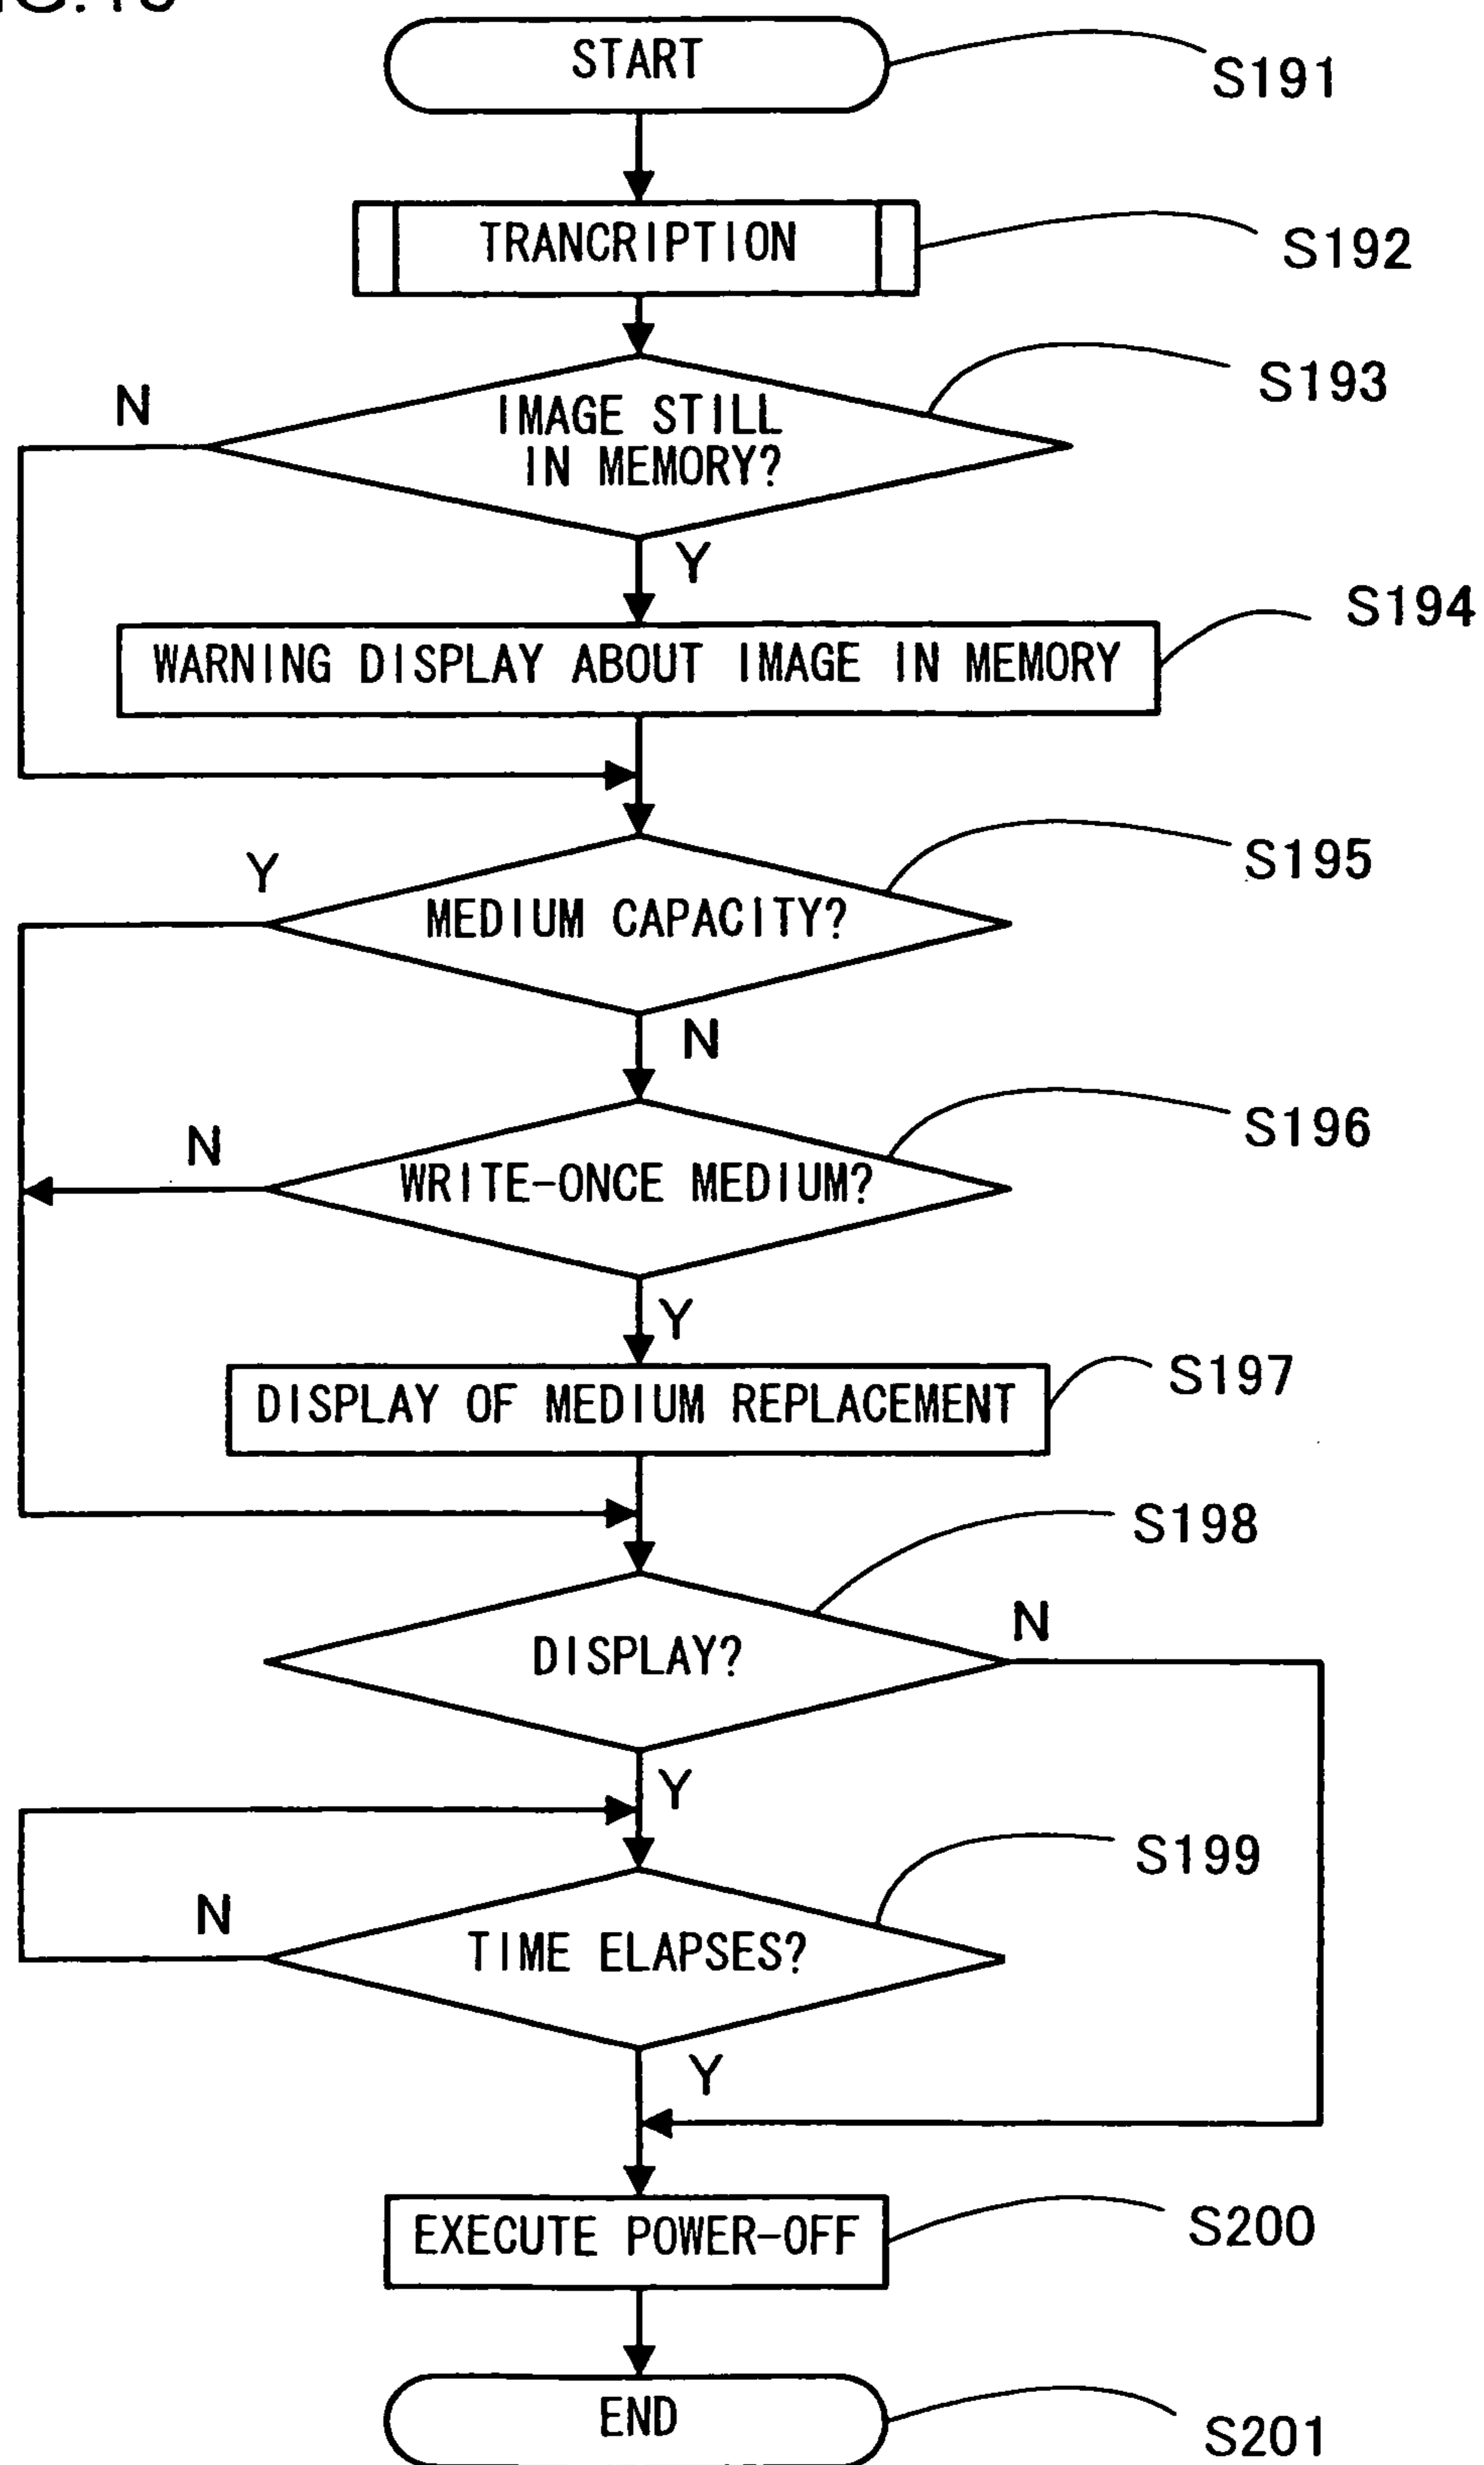 START
S191
TRANCRIPTION
S192
S193
N
IMAGE STILL
IN MEMORY?
Y
S194
WARNING DISPLAY ABOUT IMAGE IN MEMORY
S195
Y
MEDIUM CAPACITY?
N
S196
N
WRITE-ONCE MEDIUM?
Y
S197
DISPLAY OF MEDIUM REPLACEMENT
S198
N
DISPLAY?
Y
S199
N
TIME ELAPSES?
Y
EXECUTE POWER-OFF
S200
END
S201